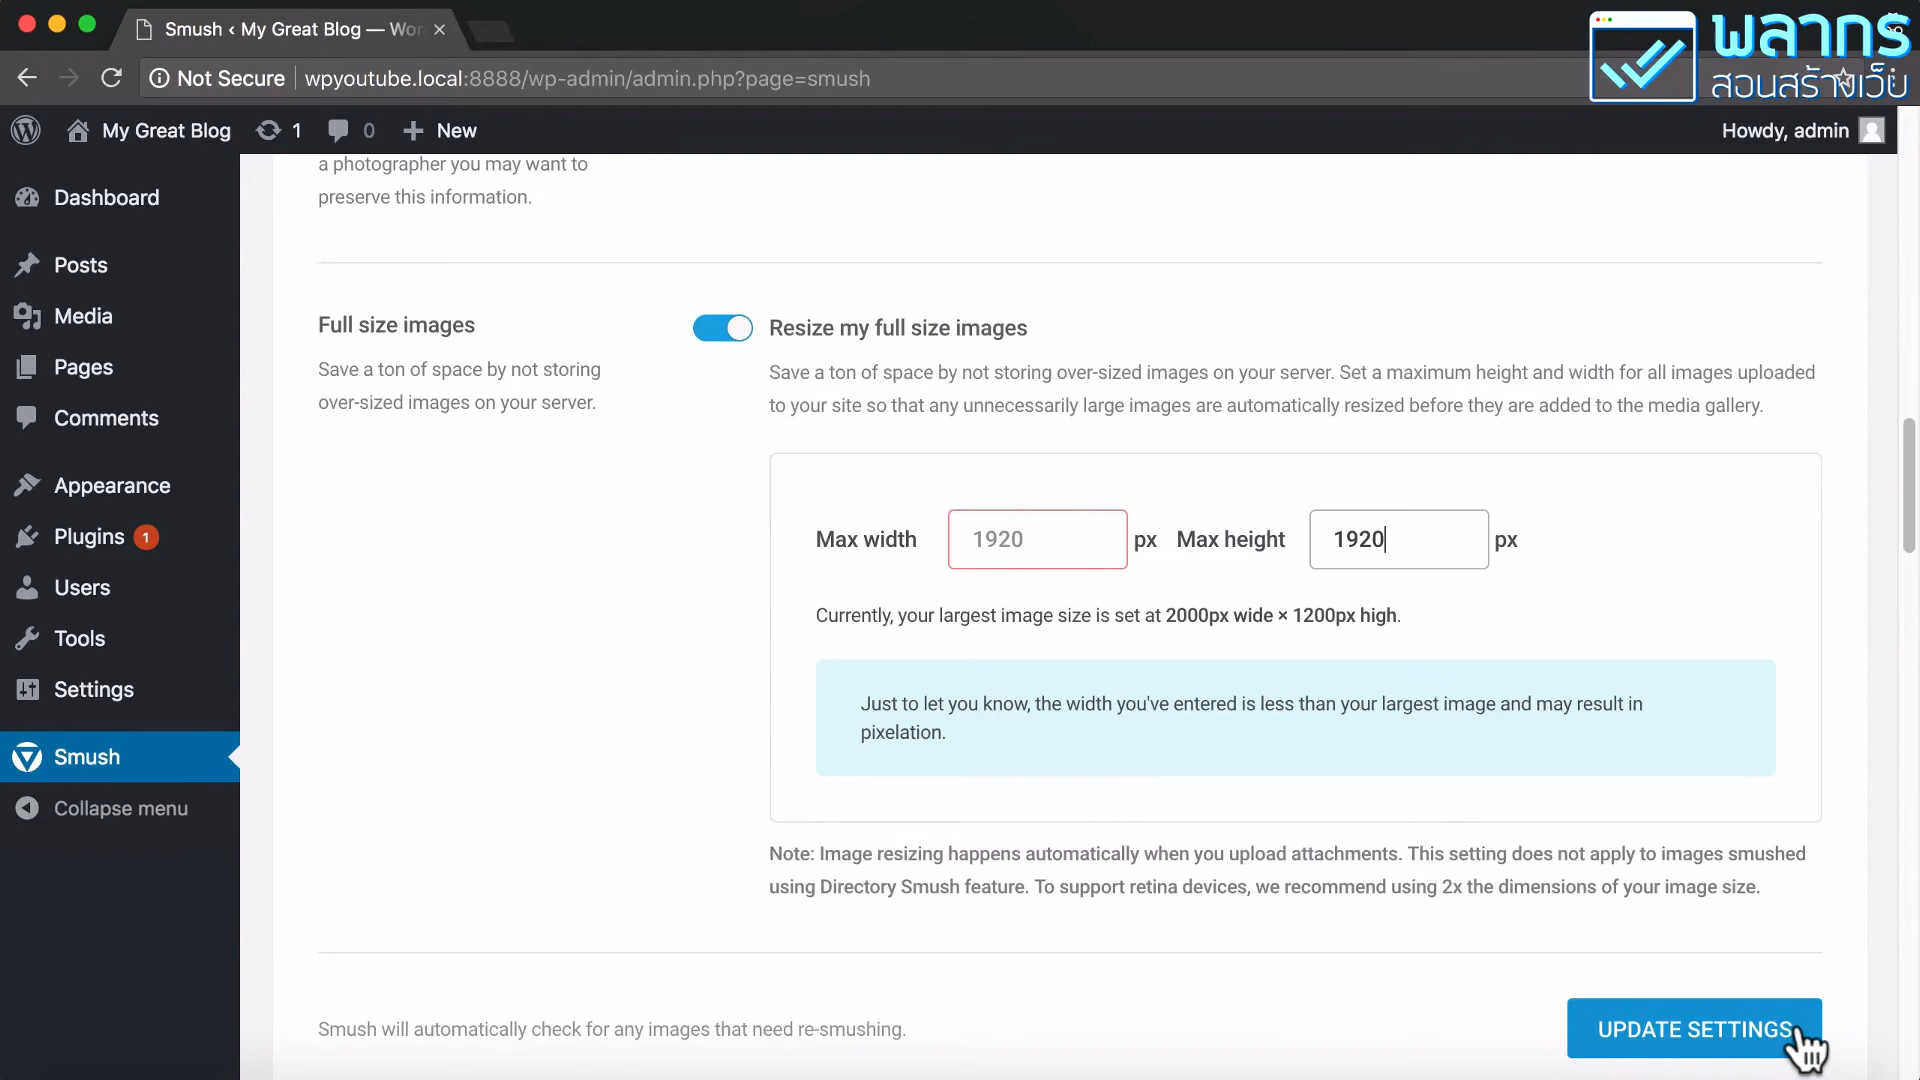 Smush ‹ My Great Blog — Wor
พลากร
สอนสร้างเว็บ
Not Secure
wpyoutube.local:8888/wp-admin/admin.php?page=smush
My Great Blog
1
0
New
Howdy, admin
Dashboard
Posts
Media
Pages
Comments
Appearance
Plugins 1
Users
Tools
Settings
Smush
Collapse menu
a photographer you may want to
preserve this information.
Full size images
Save a ton of space by not storing
over-sized images on your server.
Resize my full size images
Save a ton of space by not storing over-sized images on your server. Set a maximum height and width for all images uploaded
to your site so that any unnecessarily large images are automatically resized before they are added to the media gallery.
Max width 1920 px Max height 1920 px
Currently, your largest image size is set at 2000px wide × 1200px high.
Just to let you know, the width you've entered is less than your largest image and may result in
pixelation.
Note: Image resizing happens automatically when you upload attachments. This setting does not apply to images smushed
using Directory Smush feature. To support retina devices, we recommend using 2x the dimensions of your image size.
Smush will automatically check for any images that need re-smushing.
UPDATE SETTINGS